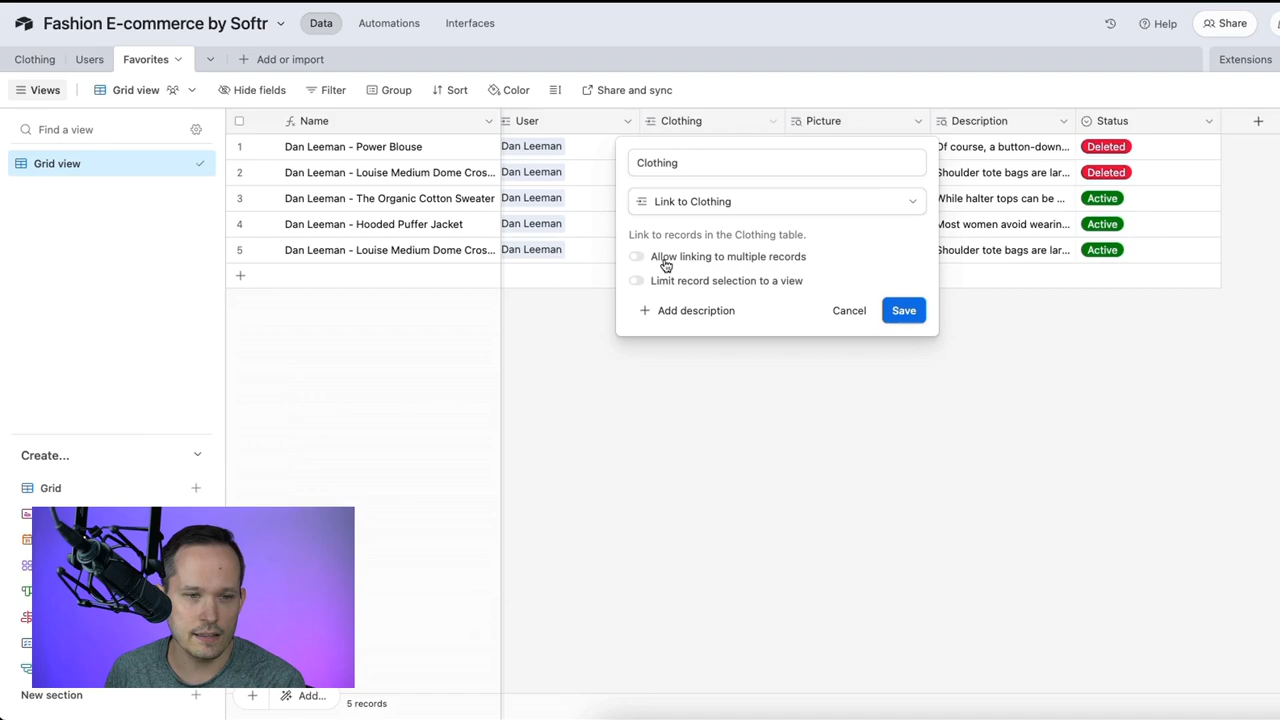 Fashion E-commerce by Softr
Data
Automations
Interfaces
Help
Share
Clothing
Users
Favorites
Add or import
Extensions
Views
Grid view
Hide fields
Filter
Group
Sort
Color
Share and sync
Find a view
Grid view
Name
User
Clothing
Picture
Description
Status
1 Dan Leeman - Power Blouse Dan Leeman Of course, a button-down... Deleted
2 Dan Leeman - Louise Medium Dome Cros... Dan Leeman Shoulder tote bags are lar... Deleted
3 Dan Leeman - The Organic Cotton Sweater Dan Leeman While halter tops can be ... Active
4 Dan Leeman - Hooded Puffer Jacket Dan Leeman Most women avoid wearin... Active
5 Dan Leeman - Louise Medium Dome Cros... Dan Leeman Shoulder tote bags are lar... Active
Clothing
Link to Clothing
Link to records in the Clothing table.
Allow linking to multiple records
Limit record selection to a view
Add description
Cancel
Save
Create...
Grid
New section
Add...
5 records